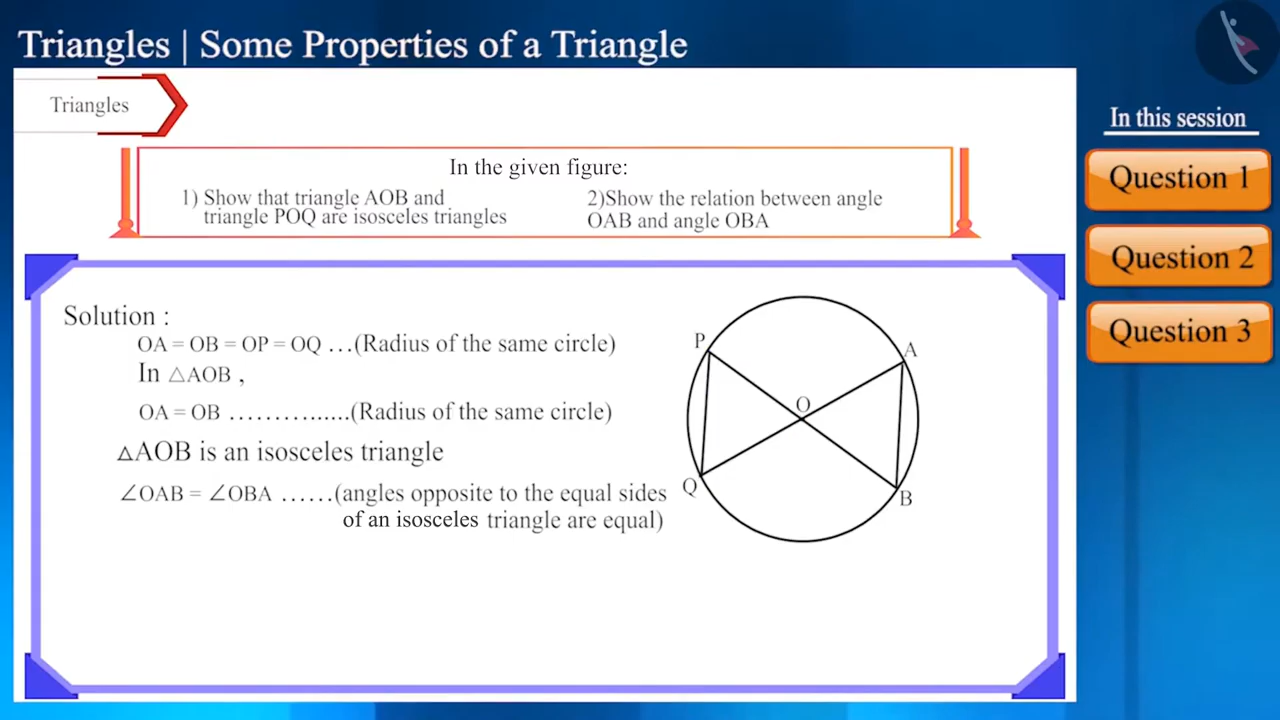 Triangles | Some Properties of a Triangle
Triangles
In this session
Question 1
Question 2
Question 3
In the given figure:
1) Show that triangle AOB and
triangle POQ are isosceles triangles
2)Show the relation between angle
OAB and angle OBA
Solution :
OA = OB = OP = OQ ...(Radius of the same circle)
In △AOB ,
OA = OB ...............(Radius of the same circle)
△AOB is an isosceles triangle
∠OAB = ∠OBA ......(angles opposite to the equal sides
of an isosceles triangle are equal)
P
A
O
Q
B